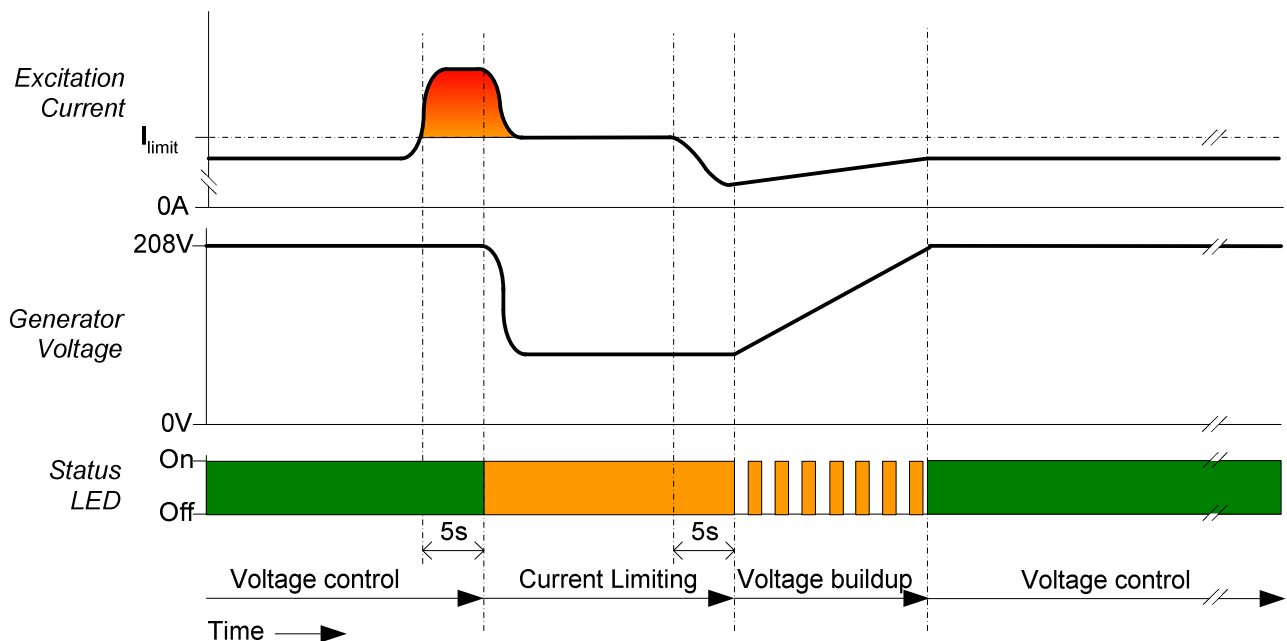 Excitation
Current
Ilimit
0A
208V
Generator
Voltage
0V
On
Status
LED
Off
5s
5s
Voltage control
Current Limiting
Voltage buildup
Voltage control
Time